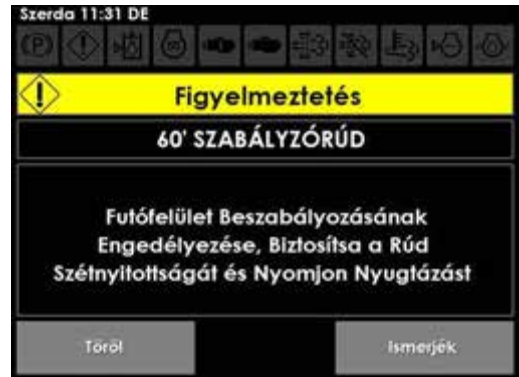 Szerda 11:31 DE
Figyelmeztetés
60' SZABÁLYZÓRÚD
Futófelület Beszabályozásának
Engedélyezése, Biztosítsa a Rúd
Szétnyitottságát és Nyomjon Nyugtázást
Töröl
Ismerjék